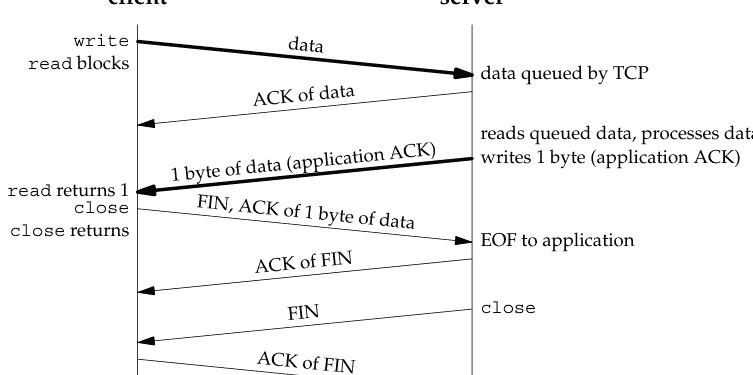 client server
write
data
read blocks
data queued by TCP
ACK of data
reads queued data, processes data
writes 1 byte (application ACK)
1 byte of data (application ACK)
read returns 1
close
FIN, ACK of 1 byte of data
close returns
EOF to application
ACK of FIN
FIN
close
ACK of FIN